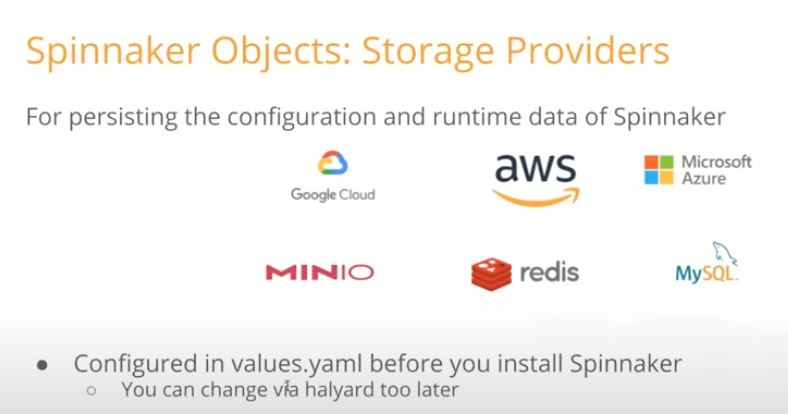 Spinnaker Objects: Storage Providers
For persisting the configuration and runtime data of Spinnaker
Google Cloud
aws
Microsoft
Azure
MINIO
redis
MySQL
Configured in values.yaml before you install Spinnaker
You can change via halyard too later